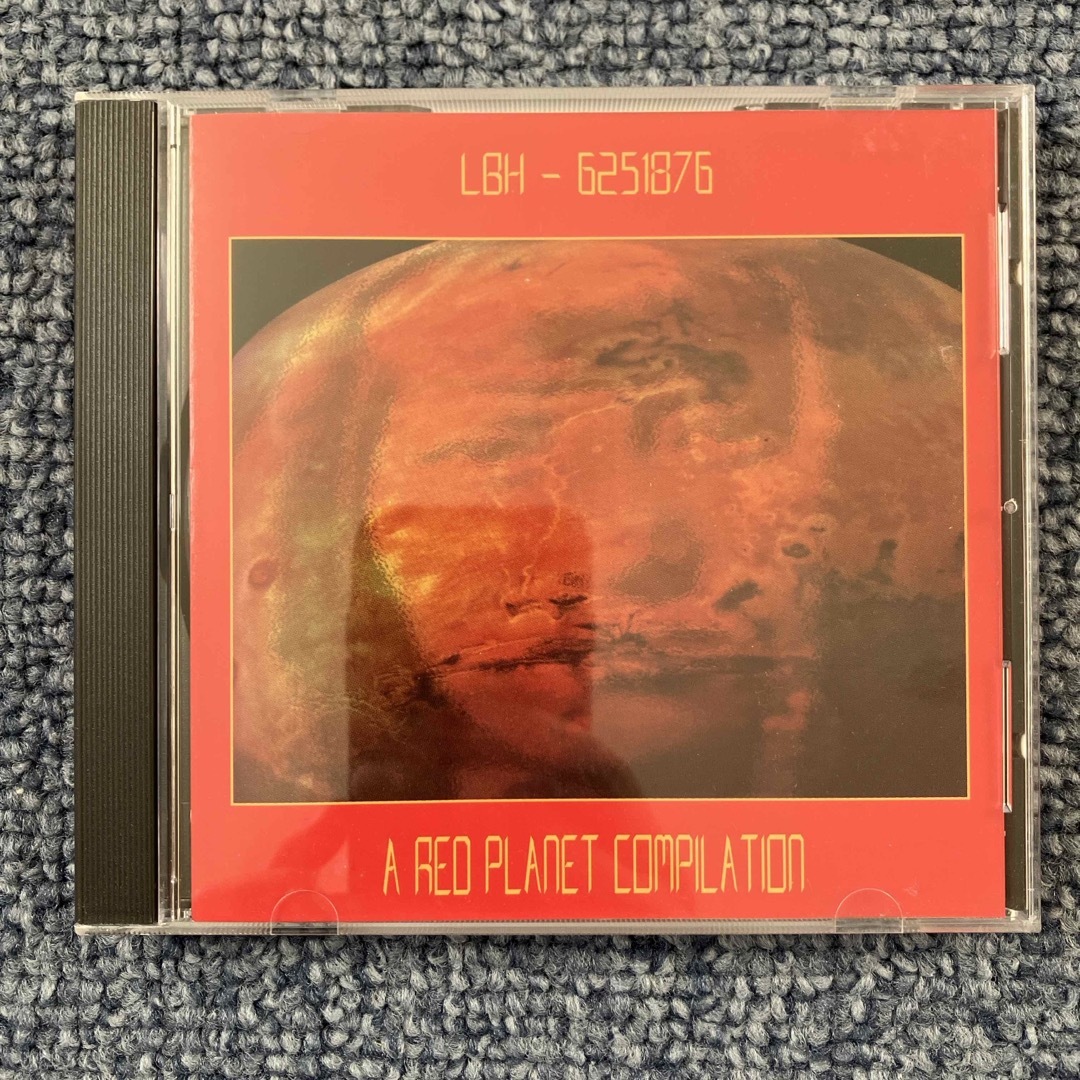 LBH - 6251876
A RED PLANET COMPILATION